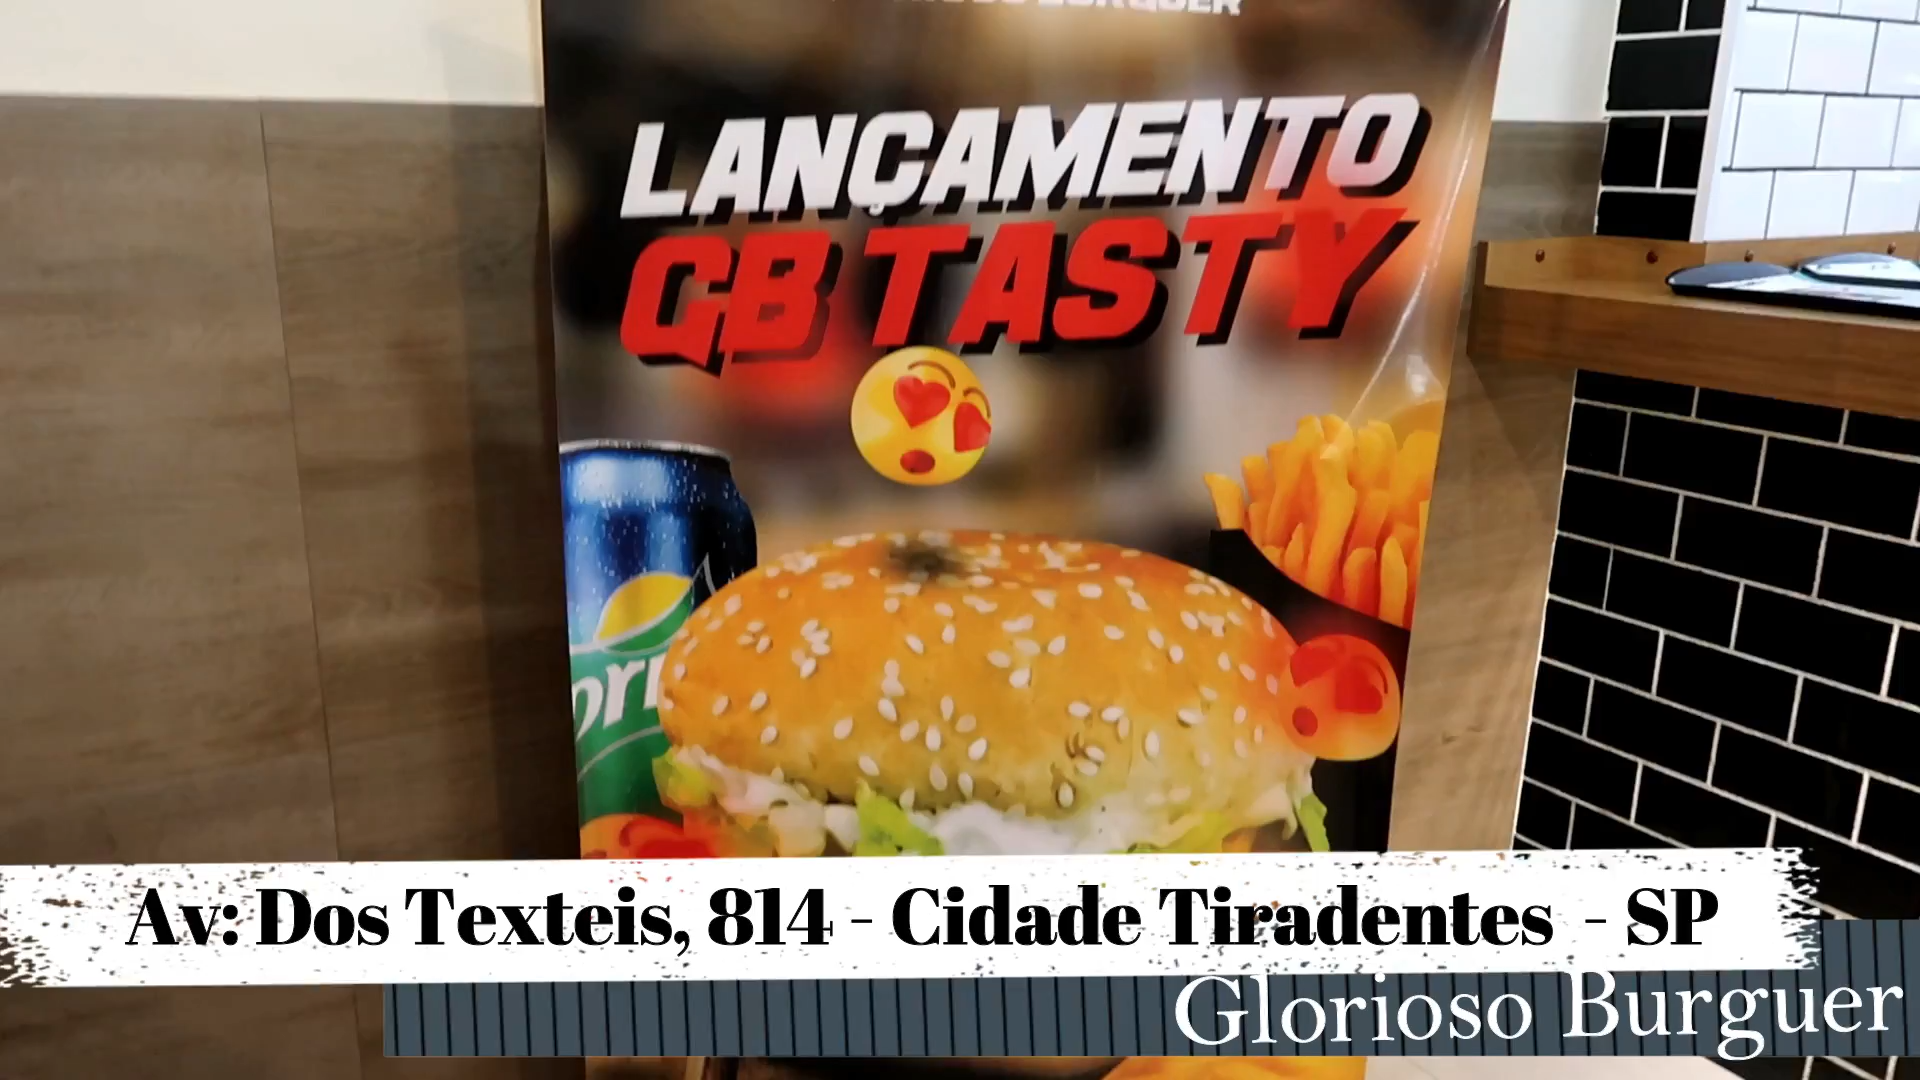 LANÇAMENTO
GB TASTY
Av: Dos Texteis, 814 - Cidade Tiradentes - SP
Glorioso Burguer